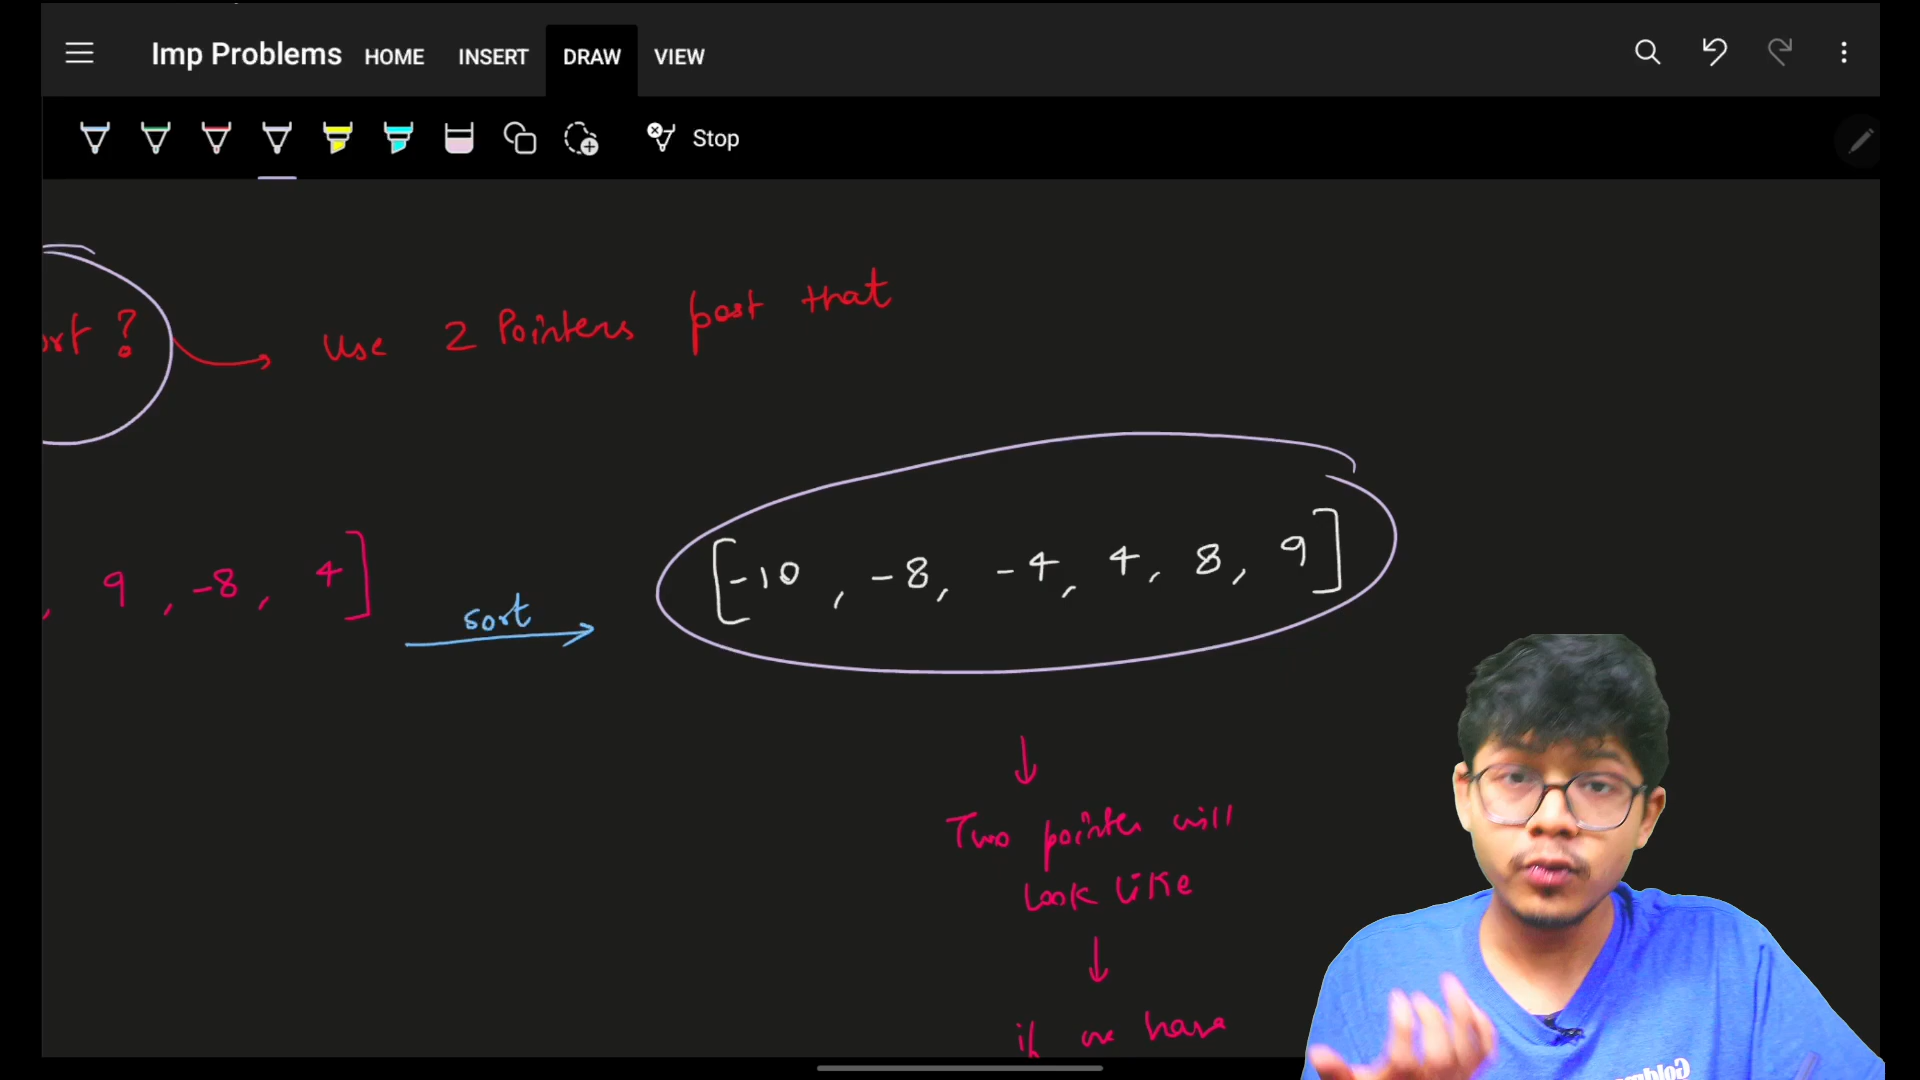 Imp Problems HOME INSERT DRAW VIEW
Stop
ort ? Use 2 Pointers post that
, 9 , -8 , 4 ] sort [ -10 , -8 , -4 , 4 , 8 , 9 ]
Two pointer will
look like
if we have